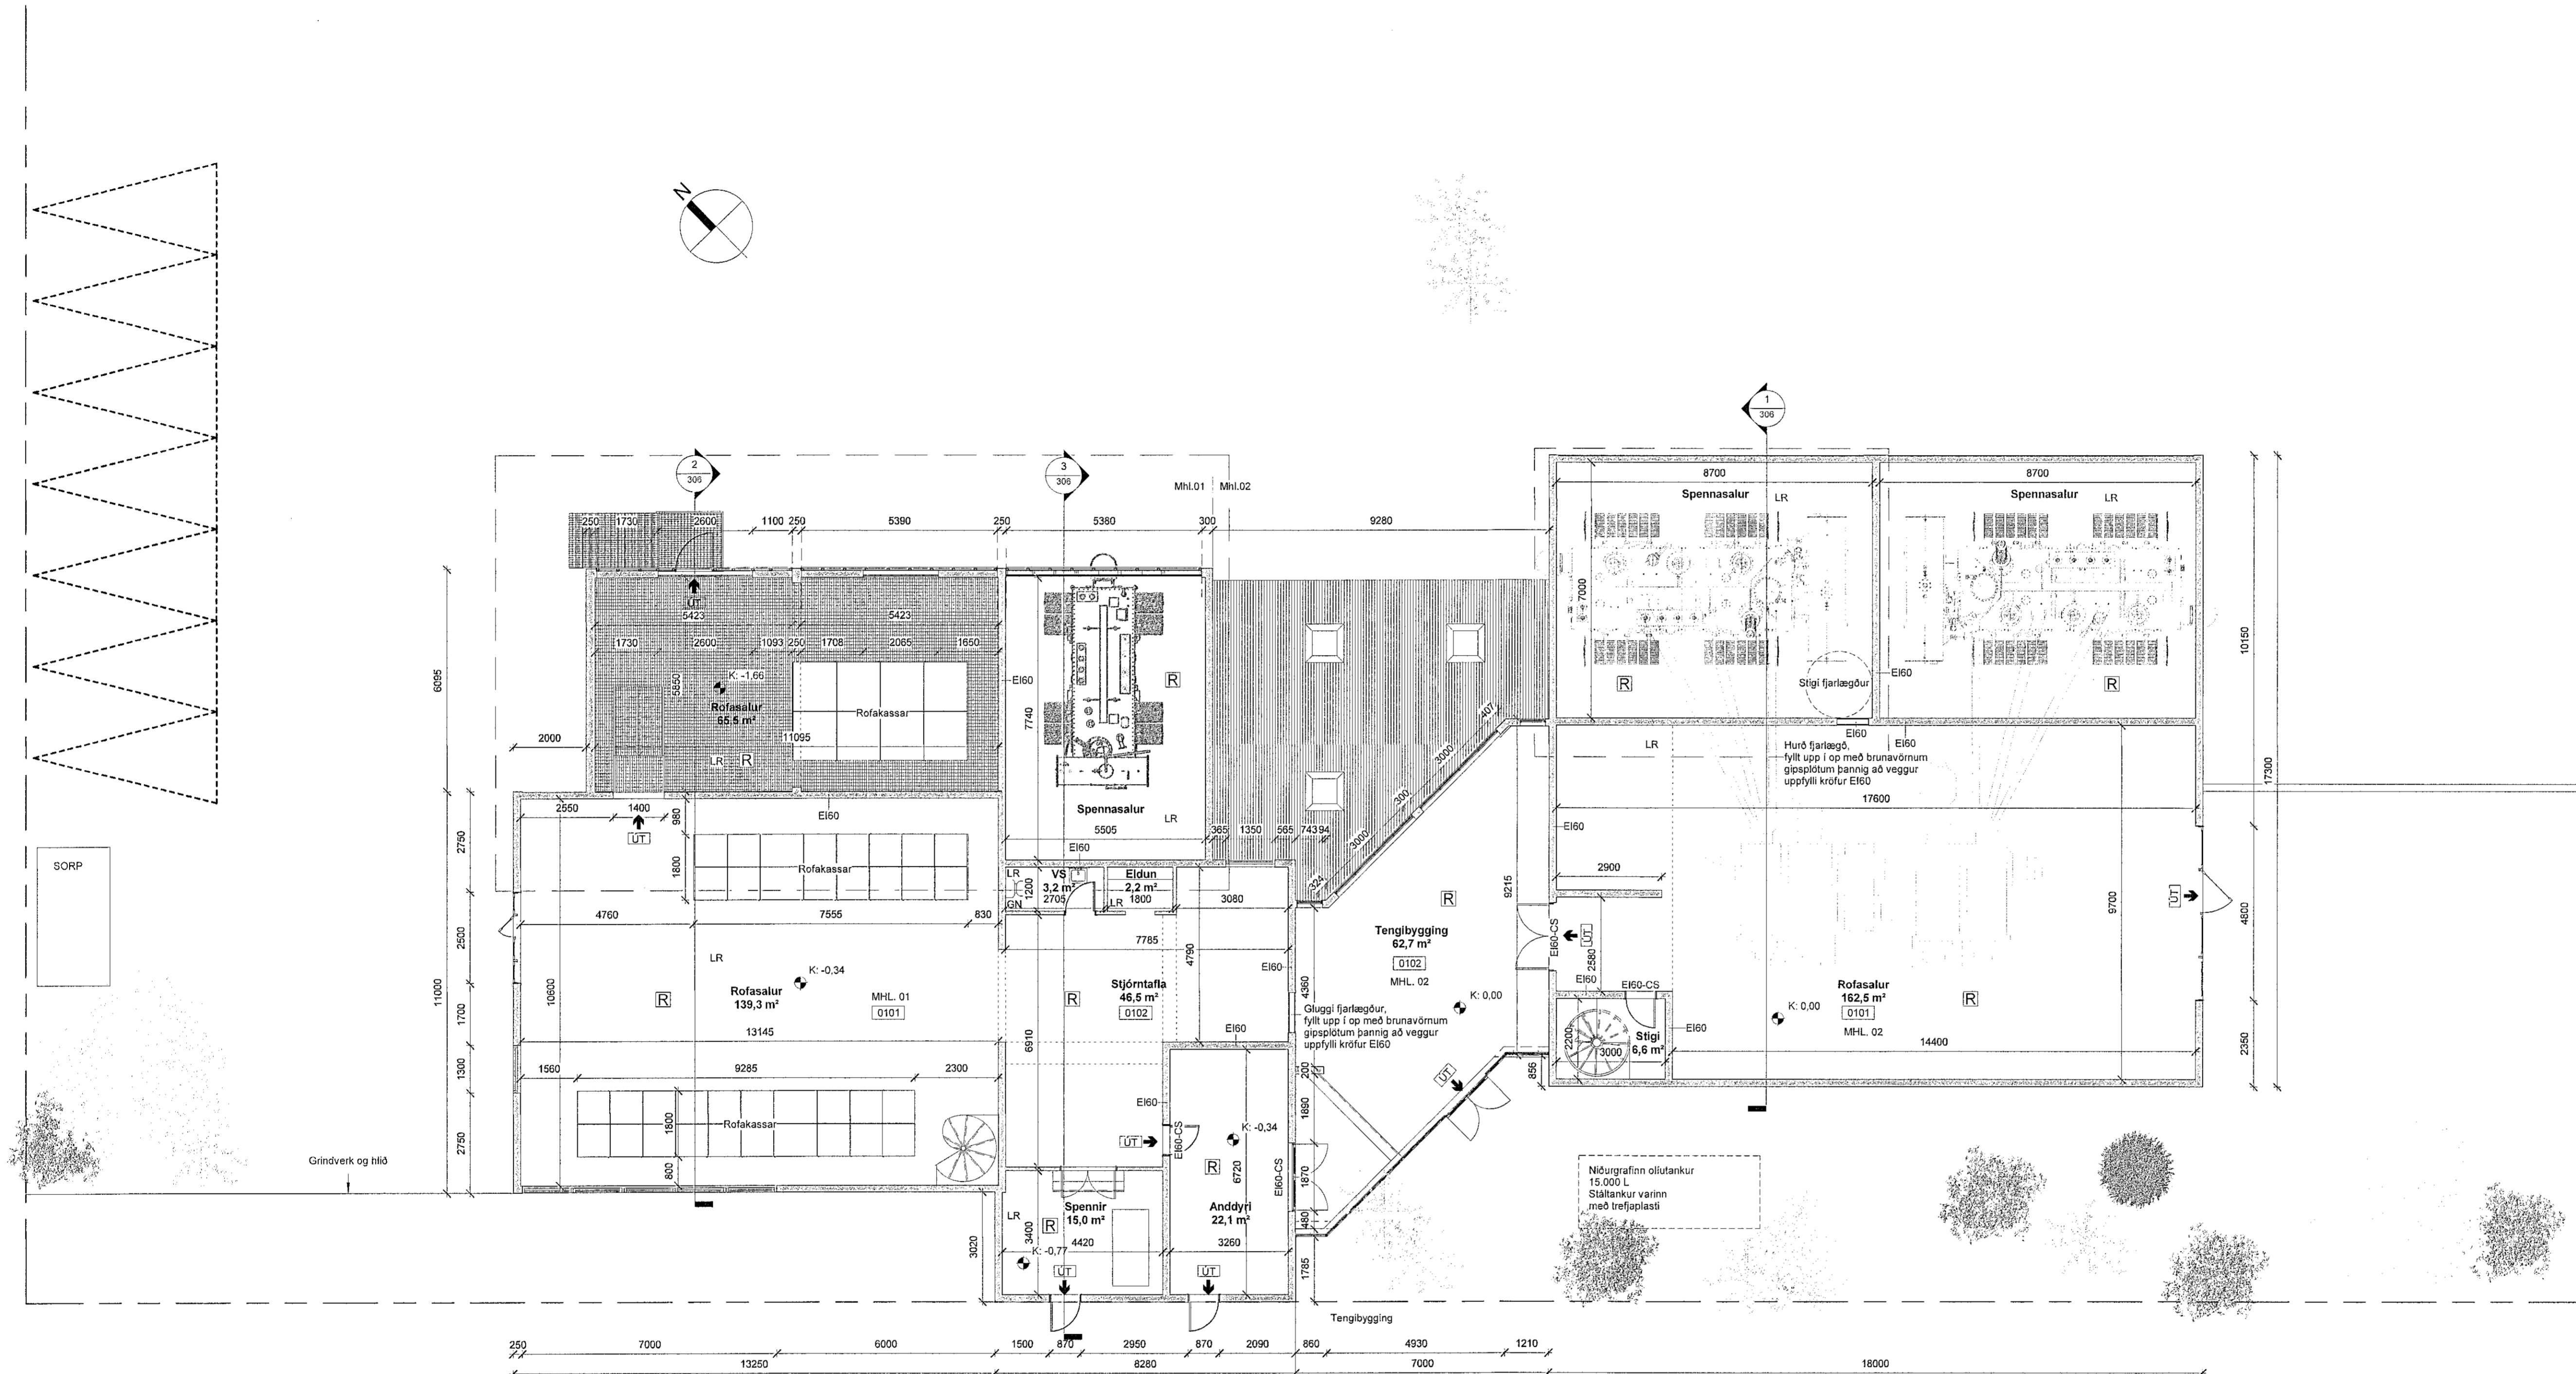 N
1
306
2
306
3
306
Mhl.01
Mhl.02
8700
8700
Spennasalur
LR
Spennasalur
LR
250
1730
2600
1100
250
5390
250
5380
300
9280
ÚT
5423
5423
1730
2600
1093
250
1708
2065
1650
K: -1,66
5850
Rofasalur
65,5 m²
Rofakassar
11095
LR
R
2000
6095
EI60
R
7740
Spennasalur
LR
5505
EI60
7000
R
Stigi fjarlægður
EI60
R
EI60
EI60
10150
17300
365
1350
565
743
94
407
3000
300
3000
324
LR
Hurð fjarlægð,
fyllt upp í op með brunavörnum
gipsplötum þannig að veggur
uppfylli kröfur EI60
17600
EI60
2900
2550
1400
980
EI60
ÚT
1800
Rofakassar
2750
SORP
LR
VS
3,2 m²
2705
GN
1200
Eldun
2,2 m²
1800
LR
3080
4760
7555
830
7785
4790
R
9215
9700
ÚT
4800
2500
Tengibygging
62,7 m²
0102
MHL. 02
EI60-CS
ÚT
2580
LR
K: -0,34
Rofasalur
139,3 m²
R
MHL. 01
0101
10600
11000
1700
13145
Stjórntafla
46,5 m²
0102
R
EI60
4360
K: 0,00
Gluggi fjarlægður,
fyllt upp í op með brunavörnum
gipsplötum þannig að veggur
uppfylli kröfur EI60
EI60
EI60
EI60-CS
Rofasalur
162,5 m²
0101
MHL. 02
R
K: 0,00
EI60
2200
Stigi
6,6 m²
3000
14400
2350
6910
1300
1560
9285
2300
1800
Rofakassar
800
2750
EI60
EI60-CS
ÚT
K: -0,34
R
6720
EI60-CS
200
1890
1870
480
1785
856
ÚT
Grindverk og hlið
Niðurgrafinn olíutankur
15.000 L
Stáltankur varinn
með trefjaplasti
LR
R
Spennir
15,0 m²
3400
4420
K: -0,77
ÚT
Anddyri
22,1 m²
3260
ÚT
3020
Tengibygging
250
7000
6000
1500
870
2950
870
2090
860
4930
1210
13250
8280
7000
18000